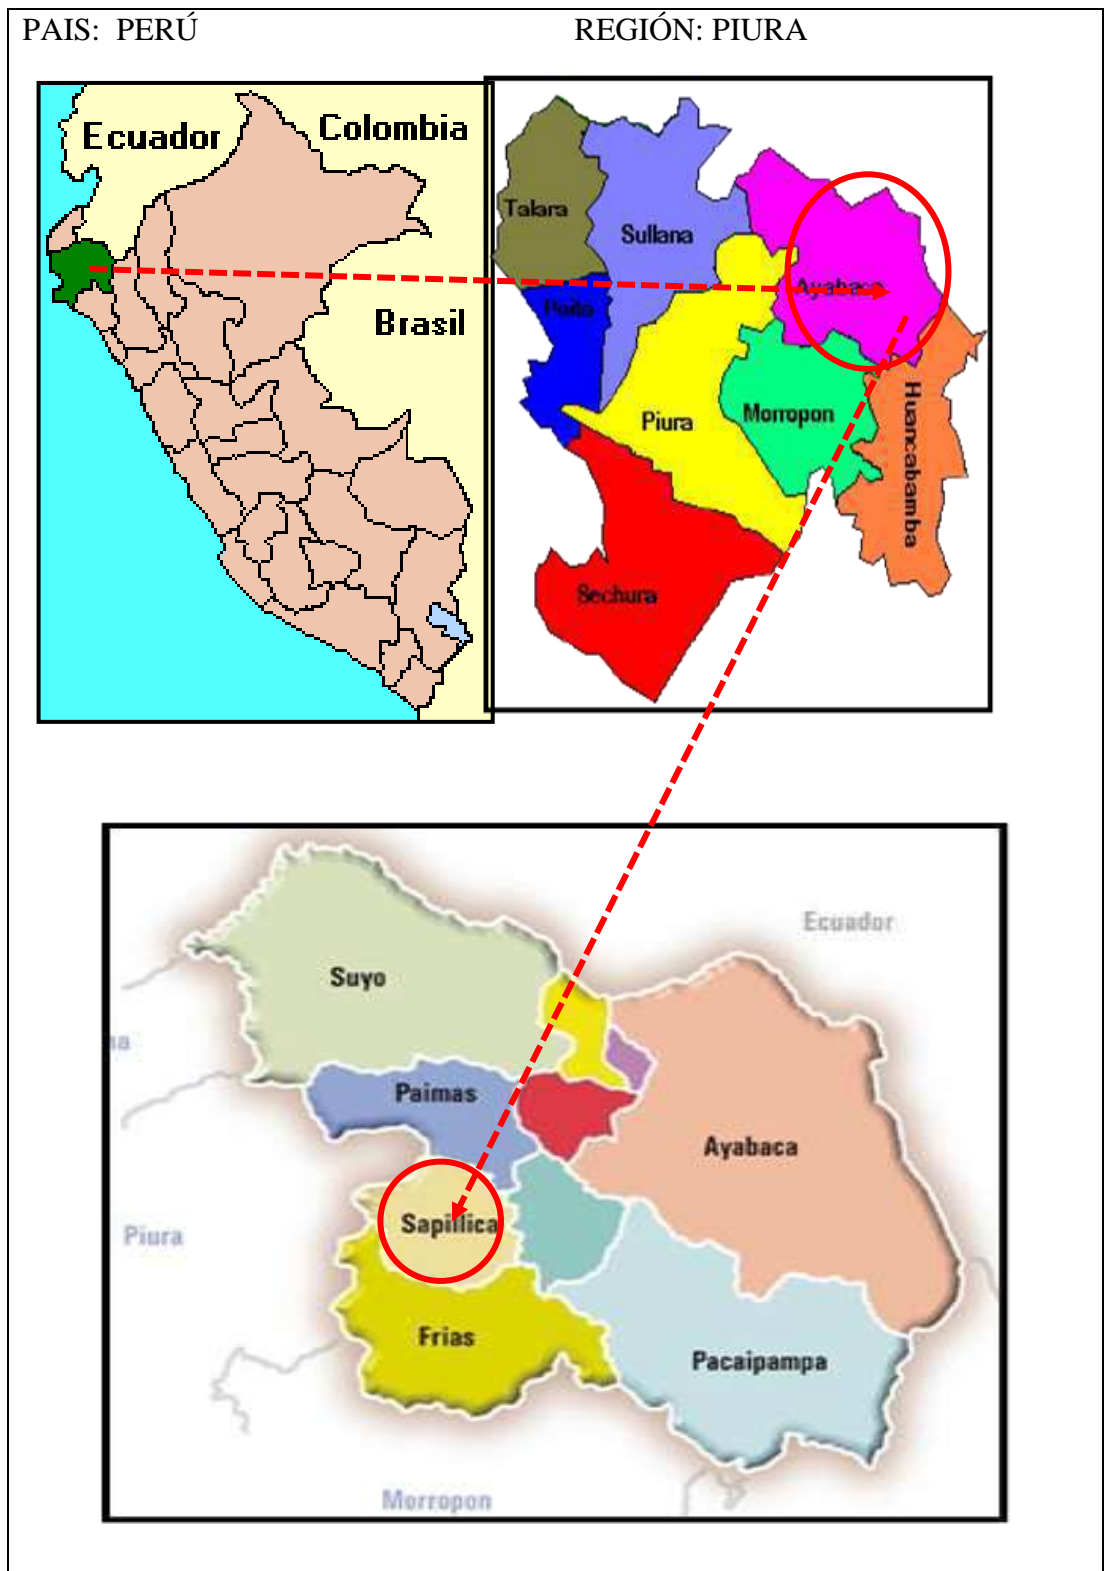 PAIS: PERÚ
REGIÓN: PIURA
Ecuador
Colombia
Brasil
Talara
Sullana
Ayabaca
Paita
Piura
Morropon
Huancabamba
Sechura
Ecuador
Suyo
Paimas
Ayabaca
Sapillica
Piura
Frias
Pacaipampa
Morropon